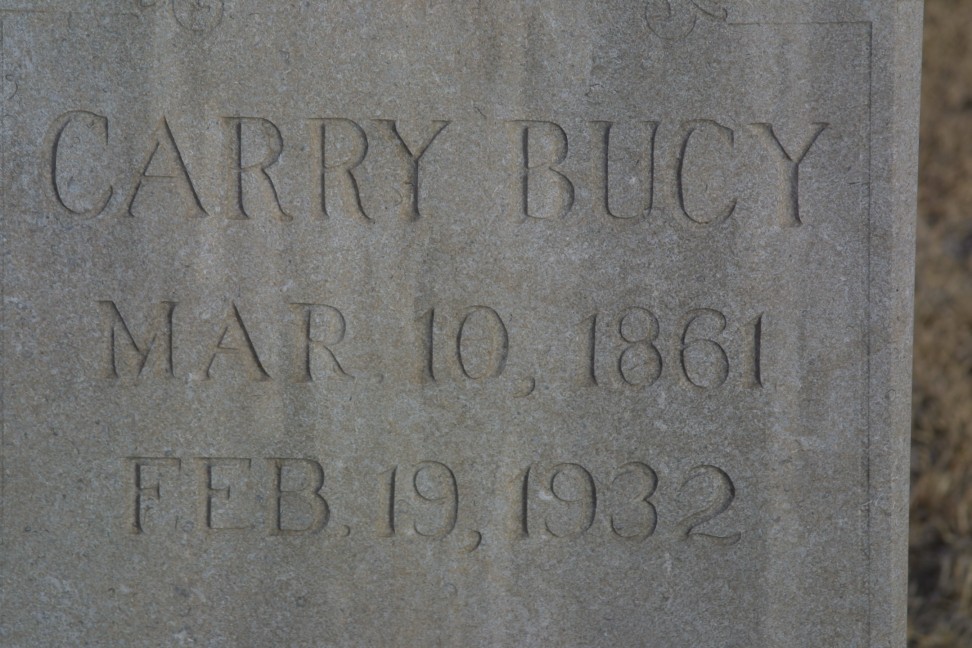 CARRY BUCY
MAR. 10, 1861
FEB. 19, 1932